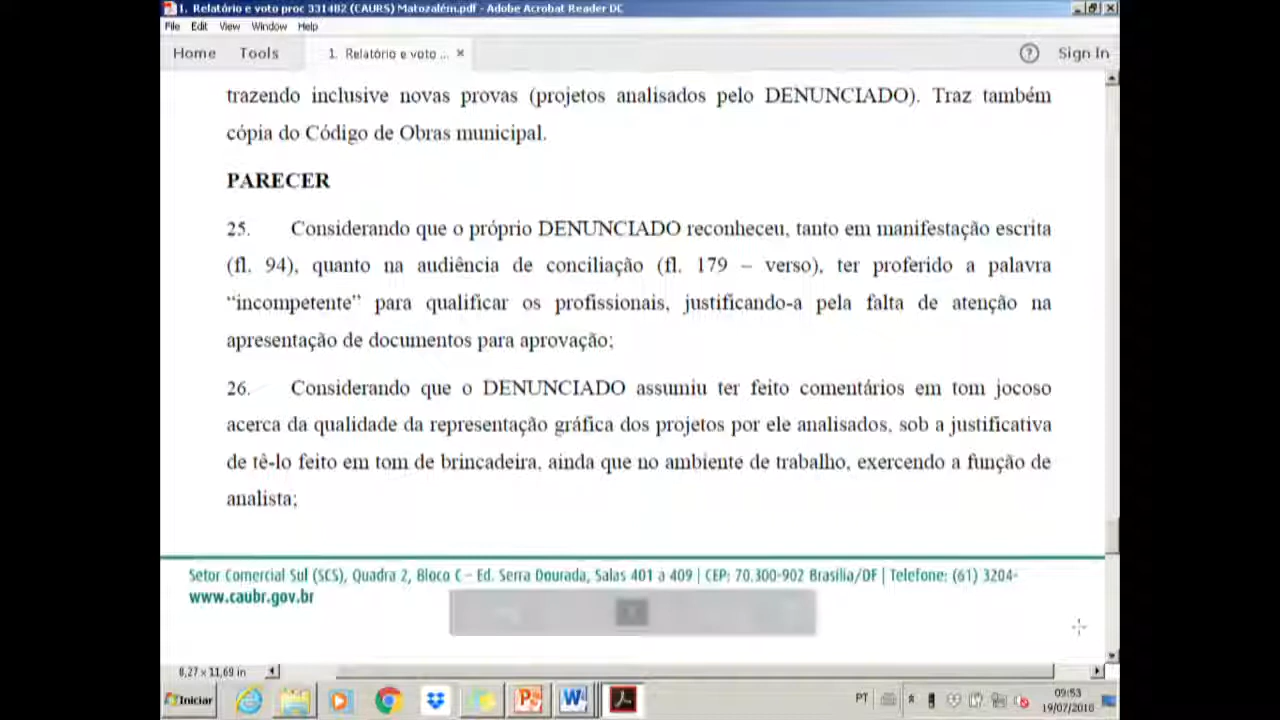 1. Relatório e voto proc 331482 (CAURS) Matozalém.pdf - Adobe Acrobat Reader DC
File Edit View Window Help
Home Tools 1. Relatório e voto ... × ? Sign In
trazendo inclusive novas provas (projetos analisados pelo DENUNCIADO). Traz também
cópia do Código de Obras municipal.
PARECER
25. Considerando que o próprio DENUNCIADO reconheceu, tanto em manifestação escrita
(fl. 94), quanto na audiência de conciliação (fl. 179 – verso), ter proferido a palavra
“incompetente” para qualificar os profissionais, justificando-a pela falta de atenção na
apresentação de documentos para aprovação;
26. Considerando que o DENUNCIADO assumiu ter feito comentários em tom jocoso
acerca da qualidade da representação gráfica dos projetos por ele analisados, sob a justificativa
de tê-lo feito em tom de brincadeira, ainda que no ambiente de trabalho, exercendo a função de
analista;
Setor Comercial Sul (SCS), Quadra 2, Bloco C – Ed. Serra Dourada, Salas 401 a 409 | CEP: 70.300-902 Brasília/DF | Telefone: (61) 3204-
www.caubr.gov.br
8,27 x 11,69 in
Iniciar PT 09:53
19/07/2018